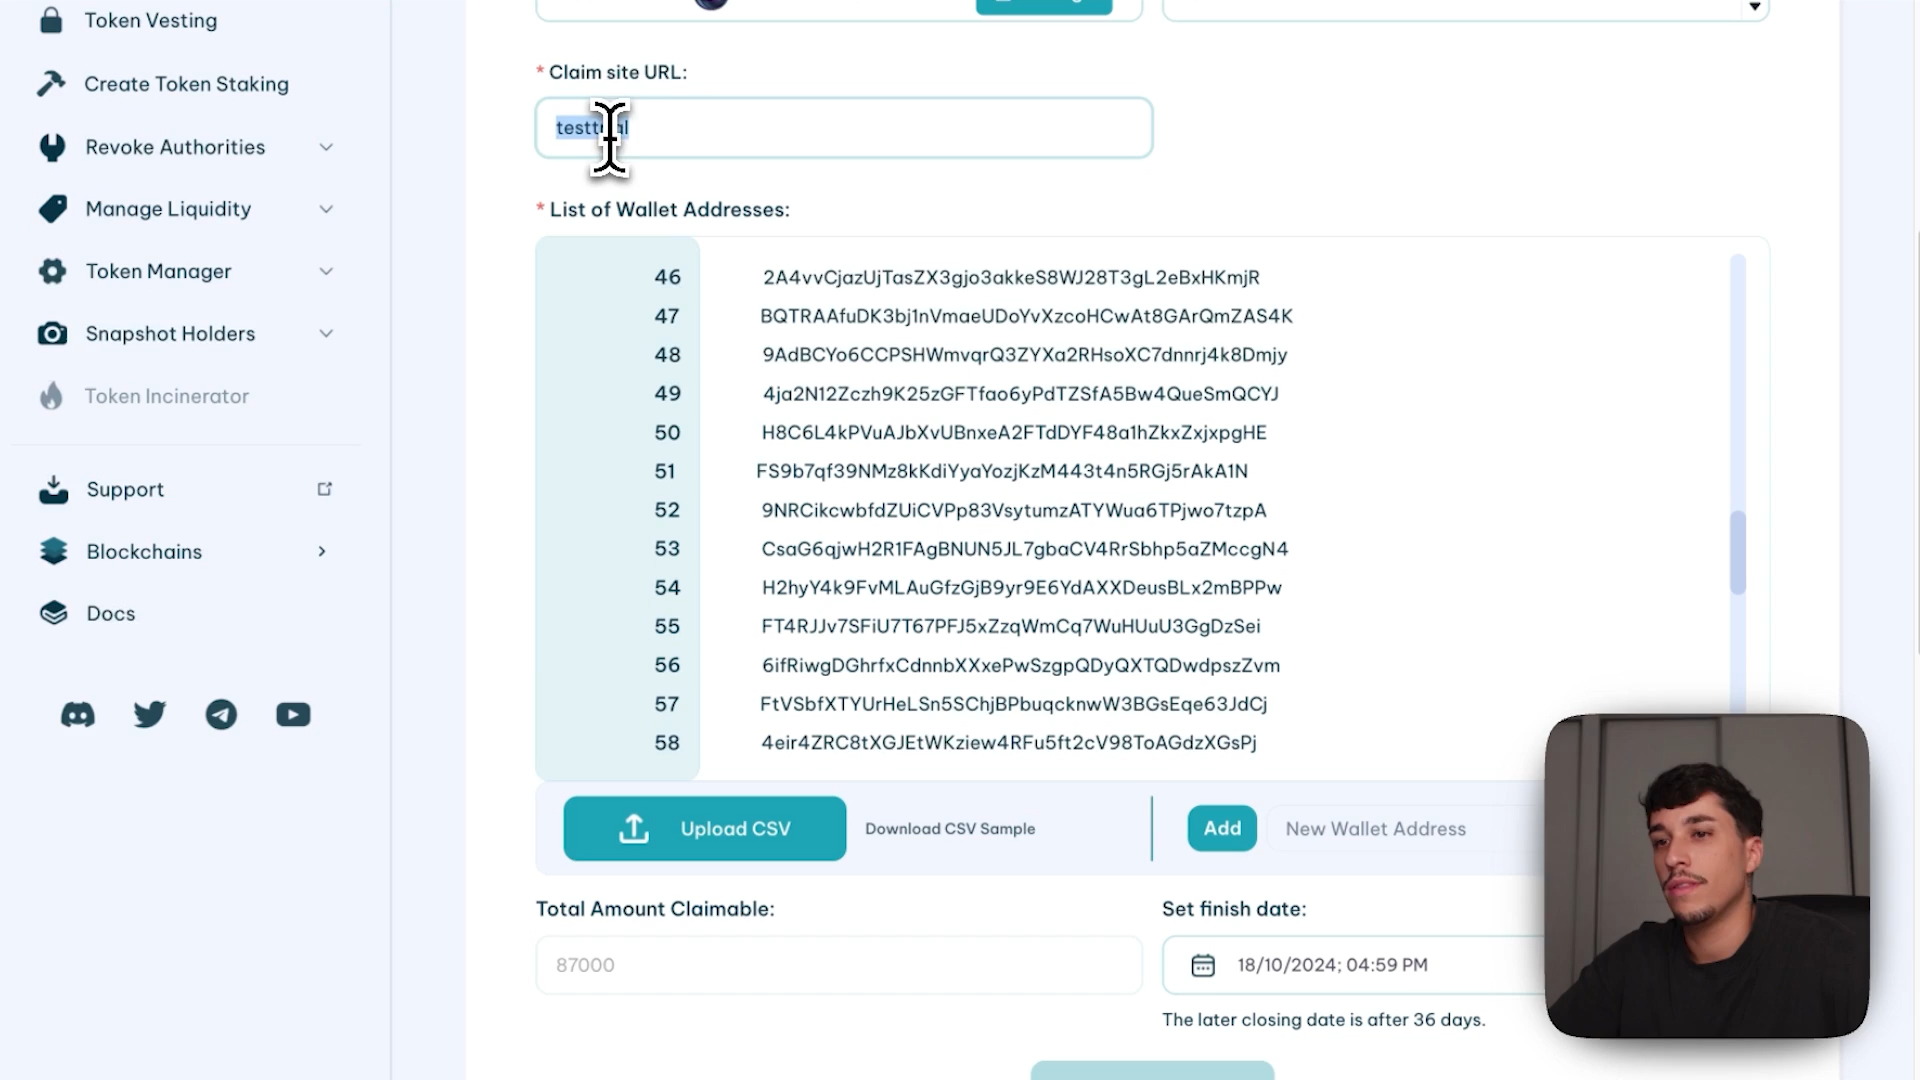 Token Vesting
Create Token Staking
Revoke Authorities
Manage Liquidity
Token Manager
Snapshot Holders
Token Incinerator
Support
Blockchains
Docs
* Claim site URL:
* List of Wallet Addresses:
46 2A4vvCjazUjTasZX3gjo3akkeS8WJ28T3gL2eBxHKmjR
47 BQTRAAfuDK3bj1nVmaeUDoYvXzcoHCwAt8GArQmZAS4K
48 9AdBCYo6CCPSHWmvqrQ3ZYXa2RHsoXC7dnnrj4k8Dmjy
49 4ja2N12Zczh9K25zGFTfao6yPdTZSfA5Bw4QueSmQCYJ
50 H8C6L4kPVuAJbXvUBnxeA2FTdDYF48a1hZkxZxjxpgHE
51 FS9b7qf39NMz8kKdiYyaYozjKzM443t4n5RGj5rAkA1N
52 9NRCikcwbfdZUiCVPp83VsytumzATYWua6TPjwo7tzpA
53 CsaG6qjwH2R1FAgBNUN5JL7gbaCV4RrSbhp5aZMccgN4
54 H2hyY4k9FvMLAuGfzGjB9yr9E6YdAXXDeusBLx2mBPPw
55 FT4RJJv7SFiU7T67PFJ5xZzqWmCq7WuHUuU3GgDzSei
56 6ifRiwgDGhrfxCdnnbXXxePwSzgpQDyQXTQDwdpszZvm
57 FtVSbfXTYUrHeLSn5SChjBPbuqcknwW3BGsEqe63JdCj
58 4eir4ZRC8tXGJEtWKziew4RFu5ft2cV98ToAGdzXGsPj
Upload CSV
Download CSV Sample
Add
New Wallet Address
Total Amount Claimable:
87000
Set finish date:
18/10/2024; 04:59 PM
The later closing date is after 36 days.